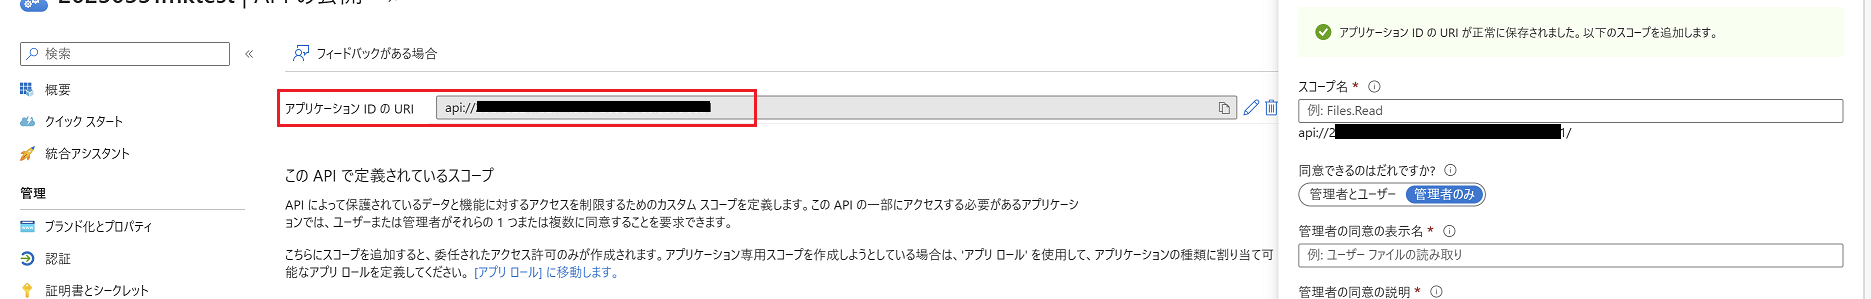 検索
«
概要
クイック スタート
統合アシスタント
管理
ブランド化とプロパティ
認証
証明書とシークレット
フィードバックがある場合
アプリケーション ID の URI
api://
この API で定義されているスコープ
API によって保護されているデータと機能に対するアクセスを制限するためのカスタム スコープを定義します。この API の一部にアクセスする必要があるアプリケーシ
ョンでは、ユーザーまたは管理者がそれらの 1 つまたは複数に同意することを要求できます。
こちらにスコープを追加すると、委任されたアクセス許可のみが作成されます。アプリケーション専用スコープを作成しようとしている場合は、'アプリ ロール' を使用して、アプリケーションの種類に割り当て可
能なアプリ ロールを定義してください。 [アプリ ロール] に移動します。
アプリケーション ID の URI が正常に保存されました。以下のスコープを追加します。
スコープ名 *
例: Files.Read
api://2
1/
同意できるのはだれですか?
管理者とユーザー 管理者のみ
管理者の同意の表示名 *
例: ユーザー ファイルの読み取り
管理者の同意の説明 *